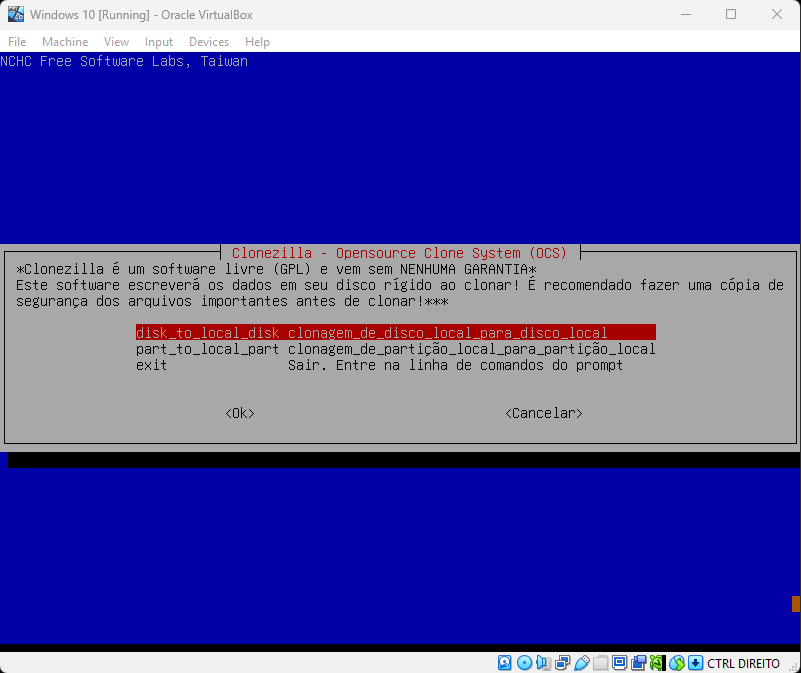 Windows 10 [Running] - Oracle VirtualBox
File Machine View Input Devices Help
NCHC Free Software Labs, Taiwan
Clonezilla - Opensource Clone System (OCS)
*Clonezilla é um software livre (GPL) e vem sem NENHUMA GARANTIA*
Este software escreverá os dados em seu disco rígido ao clonar! É recomendado fazer uma cópia de
segurança dos arquivos importantes antes de clonar!***
disk_to_local_disk clonagem_de_disco_local_para_disco_local
part_to_local_part clonagem_de_partição_local_para_partição_local
exit Sair. Entre na linha de comandos do prompt
<Ok> <Cancelar>
CTRL DIREITO